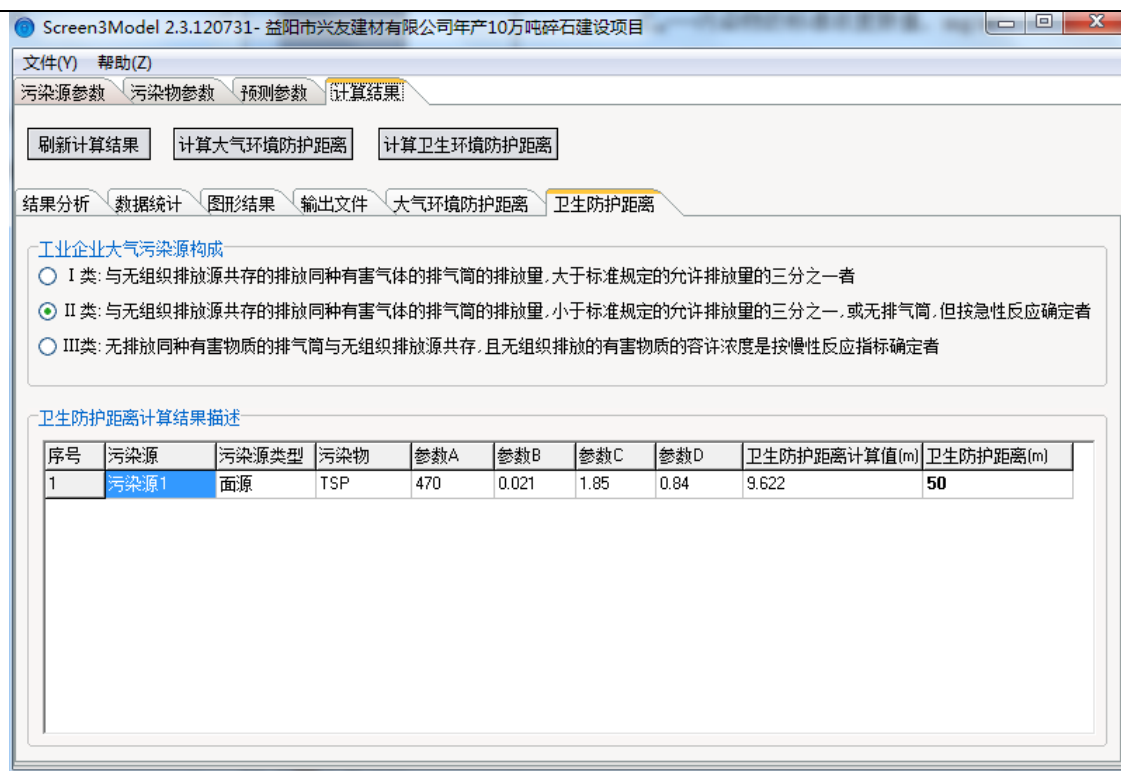 Screen3Model 2.3.120731- 益阳市兴友建材有限公司年产10万吨碎石建设项目
文件(Y) 帮助(Z)
污染源参数 污染物参数 预测参数 计算结果
刷新计算结果 计算大气环境防护距离 计算卫生环境防护距离
结果分析 数据统计 图形结果 输出文件 大气环境防护距离 卫生防护距离
工业企业大气污染源构成
I 类:与无组织排放源共存的排放同种有害气体的排气筒的排放量,大于标准规定的允许排放量的三分之一者
II 类:与无组织排放源共存的排放同种有害气体的排气筒的排放量,小于标准规定的允许排放量的三分之一,或无排气筒,但按急性反应确定者
III类:无排放同种有害物质的排气筒与无组织排放源共存,且无组织排放的有害物质的容许浓度是按慢性反应指标确定者
卫生防护距离计算结果描述
序号 污染源 污染源类型 污染物 参数A 参数B 参数C 参数D 卫生防护距离计算值(m) 卫生防护距离(m)
1 污染源1 面源 TSP 470 0.021 1.85 0.84 9.622 50